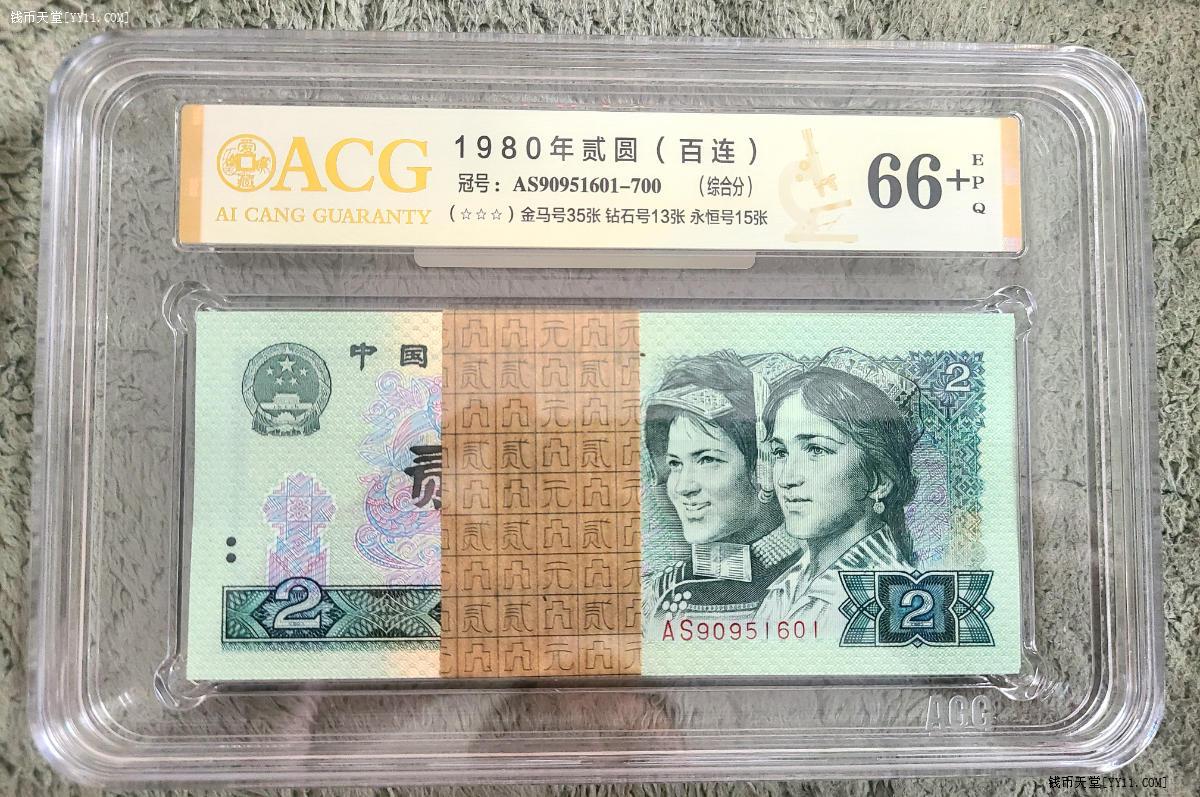 钱币天堂[YY11.COM]
ACG
AI CANG GUARANTY
1980年贰圆（百连）
冠号：AS90951601-700 （综合分）
（☆☆☆）金马号35张 钻石号13张 永恒号15张
66+
EPQ
中国
贰
2
2
2
AS90951601
ACG
钱币天堂[YY11.COM]